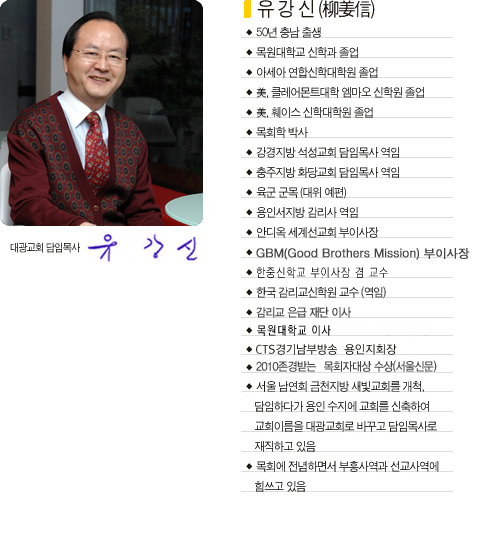 유강신 (柳姜信)
◆ 50년 충남 출생
◆ 목원대학교 신학과 졸업
◆ 아세아 연합신학대학원 졸업
◆ 美, 클레어몬트대학 엠마오 신학원 졸업
◆ 美, 훼이스 신학대학원 졸업
◆ 목회학 박사
◆ 강경지방 석성교회 담임목사 역임
◆ 충주지방 화당교회 담임목사 역임
◆ 육군 군목 (대위 예편)
◆ 용인서지방 감리사 역임
◆ 안디옥 세계선교회 부이사장
◆ GBM(Good Brothers Mission) 부이사장
◆ 한중신학교 부이사장 겸 교수
◆ 한국 감리교신학원 교수 (역임)
◆ 감리교 은급 재단 이사
◆ 목원대학교 이사
◆ CTS경기남부방송 용인지회장
◆ 2010존경받는 목회자대상 수상(서울신문)
◆ 서울 남연회 금천지방 새빛교회를 개척,
담임하다가 용인 수지에 교회를 신축하여
교회이름을 대광교회로 바꾸고 담임목사로
재직하고 있음
◆ 목회에 전념하면서 부흥사역과 선교사역에
힘쓰고 있음
대광교회 담임목사 유강신